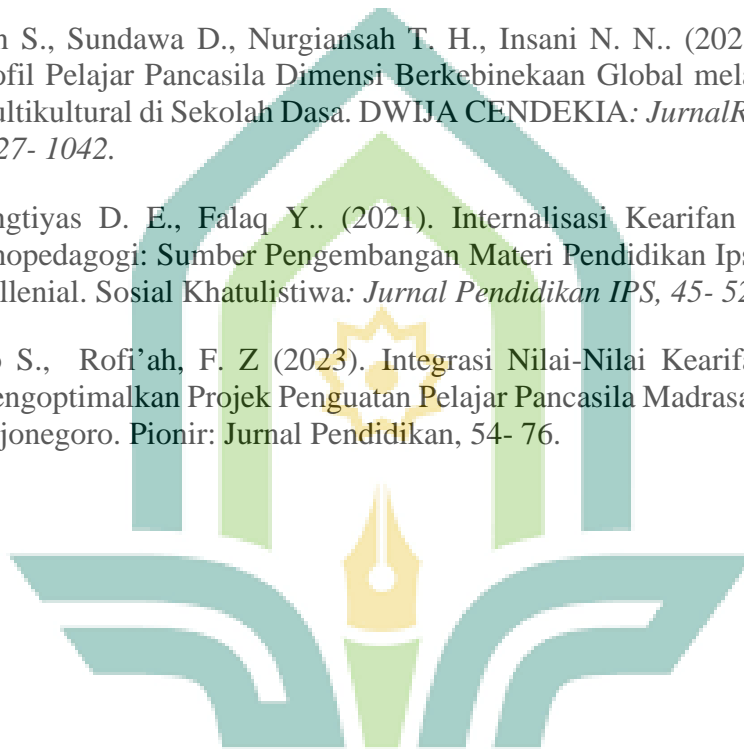 n S., Sundawa D., Nurgiansah T. H., Insani N. N.. (202
ofil Pelajar Pancasila Dimensi Berkebinekaan Global mela
ultikultural di Sekolah Dasa. DWIJA CENDEKIA: JurnalR
27- 1042.
ngtiyas D. E., Falaq Y.. (2021). Internalisasi Kearifan
nopedagogi: Sumber Pengembangan Materi Pendidikan Ips
llenial. Sosial Khatulistiwa: Jurnal Pendidikan IPS, 45- 52
o S., Rofi’ah, F. Z (2023). Integrasi Nilai-Nilai Kearifa
engoptimalkan Projek Penguatan Pelajar Pancasila Madrasa
jonegoro. Pionir: Jurnal Pendidikan, 54- 76.